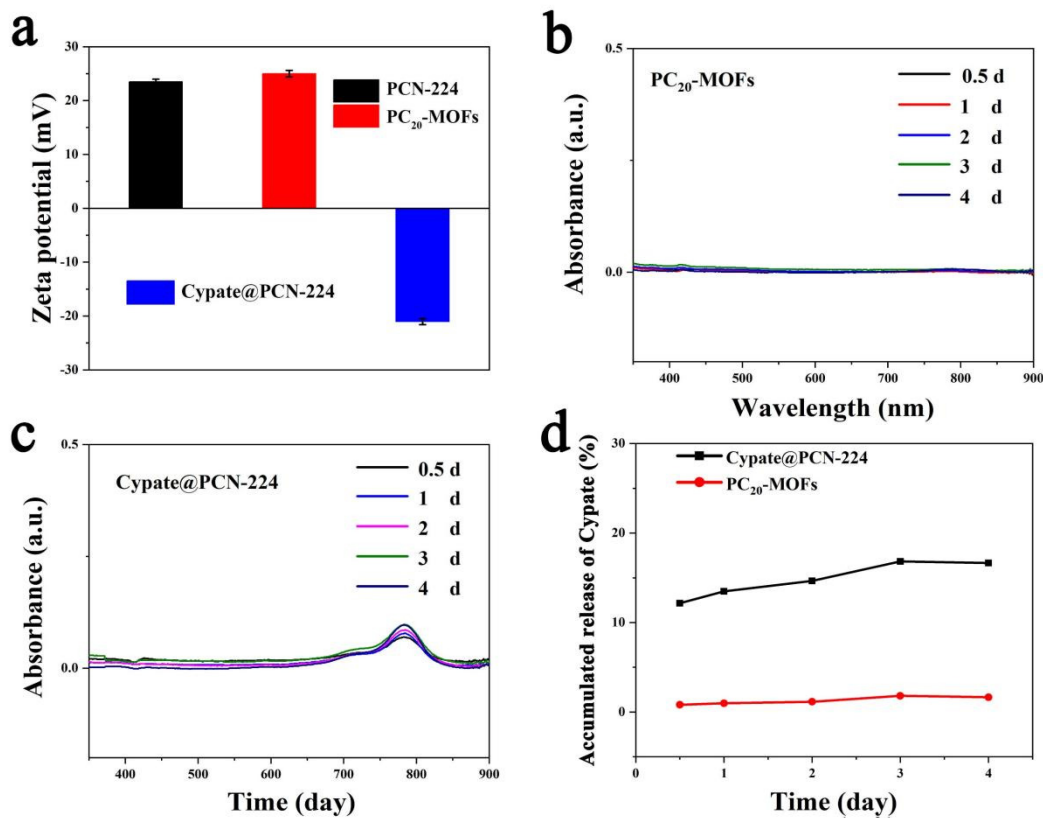 a
Zeta potential (mV)
30
20
10
0
-10
-20
-30
PCN-224
PC₂₀-MOFs
Cypate@PCN-224
b
Absorbance (a.u.)
0.5
0.0
PC₂₀-MOFs
0.5 d
1 d
2 d
3 d
4 d
400 500 600 700 800 900
Wavelength (nm)
c
Absorbance (a.u.)
0.5
0.0
Cypate@PCN-224
0.5 d
1 d
2 d
3 d
4 d
400 500 600 700 800 900
Time (day)
d
Accumulated release of Cypate (%)
30
20
10
0
Cypate@PCN-224
PC₂₀-MOFs
0 1 2 3 4
Time (day)